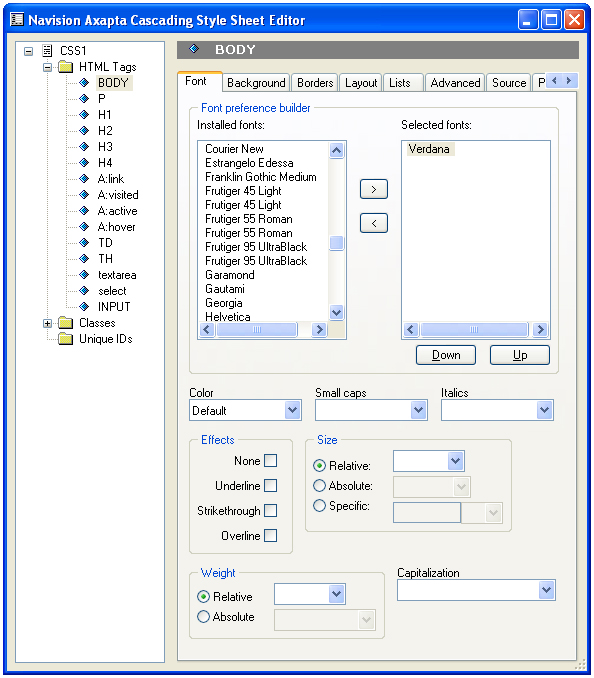 Navision Axapta Cascading Style Sheet Editor
CSS1
HTML Tags
BODY
P
H1
H2
H3
H4
A:link
A:visited
A:active
A:hover
TD
TH
textarea
select
INPUT
Classes
Unique IDs
BODY
Font Background Borders Layout Lists Advanced Source P
Font preference builder
Installed fonts: Selected fonts:
Courier New
Estrangelo Edessa
Franklin Gothic Medium
Frutiger 45 Light
Frutiger 45 Light
Frutiger 55 Roman
Frutiger 55 Roman
Frutiger 95 UltraBlack
Frutiger 95 UltraBlack
Garamond
Gautami
Georgia
Helvetica
>
<
Verdana
Down Up
Color Small caps Italics
Default
Effects
None
Underline
Strikethrough
Overline
Size
Relative:
Absolute:
Specific:
Weight
Relative
Absolute
Capitalization